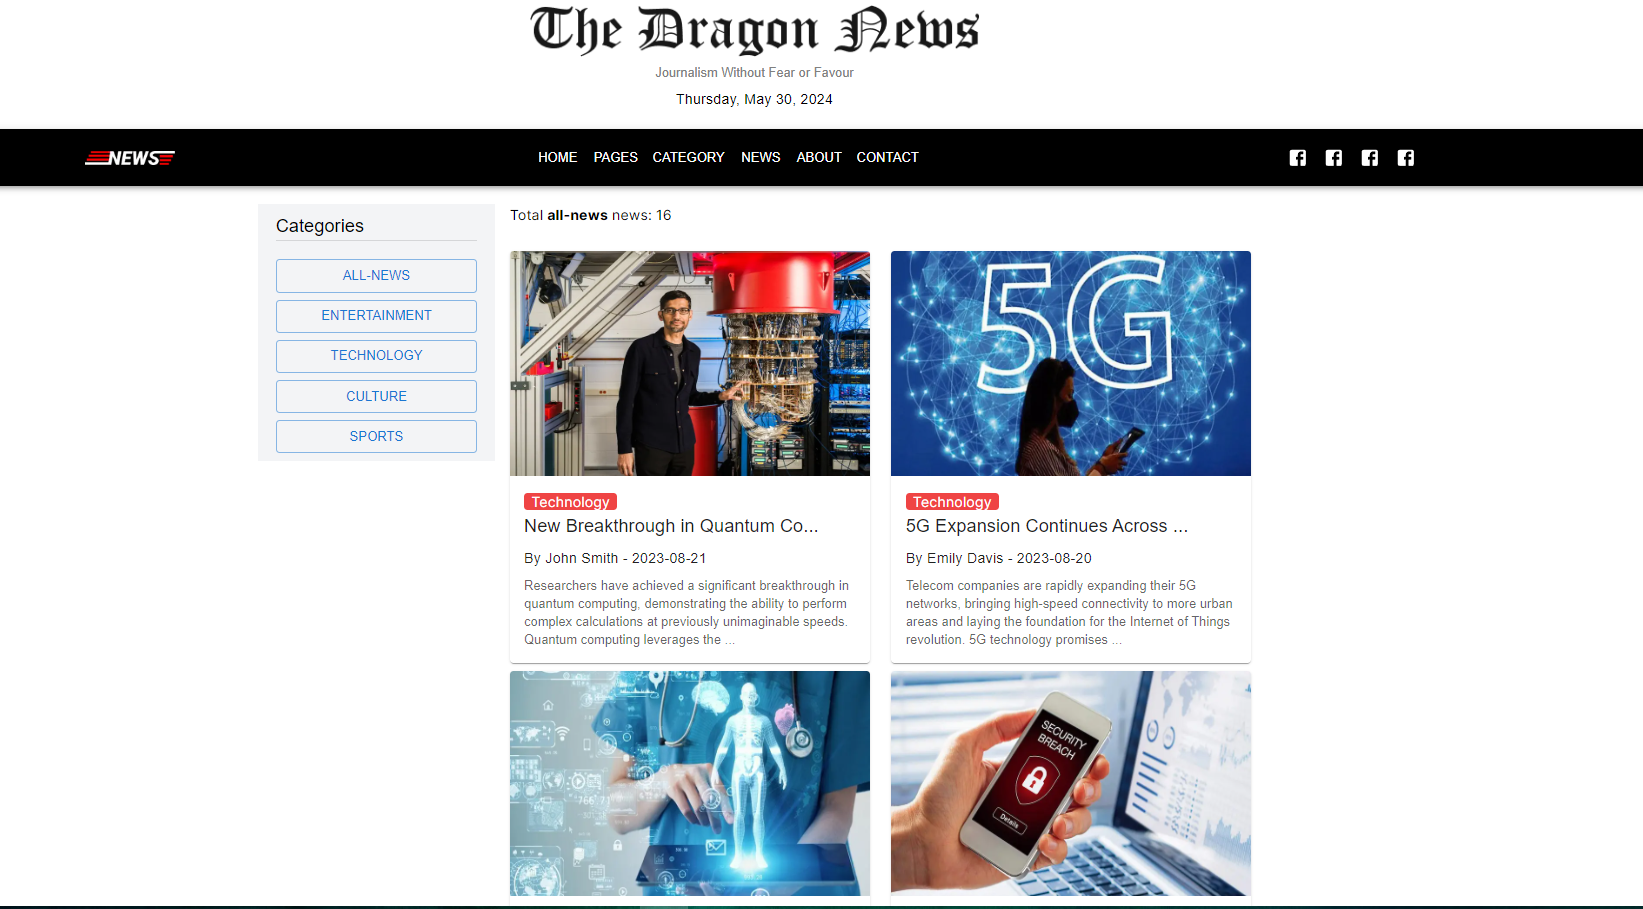 The Dragon News
Journalism Without Fear or Favour
Thursday, May 30, 2024
NEWS
HOME PAGES CATEGORY NEWS ABOUT CONTACT
Categories
ALL-NEWS
ENTERTAINMENT
TECHNOLOGY
CULTURE
SPORTS
Total all-news news: 16
Technology
New Breakthrough in Quantum Co...
By John Smith - 2023-08-21
Researchers have achieved a significant breakthrough in
quantum computing, demonstrating the ability to perform
complex calculations at previously unimaginable speeds.
Quantum computing leverages the ...
5G
Technology
5G Expansion Continues Across ...
By Emily Davis - 2023-08-20
Telecom companies are rapidly expanding their 5G
networks, bringing high-speed connectivity to more urban
areas and laying the foundation for the Internet of Things
revolution. 5G technology promises ...
SECURITY
BREACH
Details